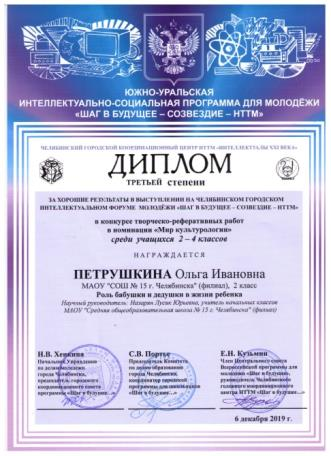 ЮЖНО-УРАЛЬСКАЯ
ИНТЕЛЛЕКТУАЛЬНО-СОЦИАЛЬНАЯ ПРОГРАММА ДЛЯ МОЛОДЁЖИ
«ШАГ В БУДУЩЕЕ – СОЗВЕЗДИЕ – НТТМ»
ЧЕЛЯБИНСКИЙ ГОРОДСКОЙ КООРДИНАЦИОННЫЙ ЦЕНТР НТТМ «ИНТЕЛЛЕКТУАЛЫ XXI ВЕКА»
ДИПЛОМ
ТРЕТЬЕЙ степени
ЗА ХОРОШИЕ РЕЗУЛЬТАТЫ В ВЫСТУПЛЕНИИ НА ЧЕЛЯБИНСКОМ ГОРОДСКОМ
ИНТЕЛЛЕКТУАЛЬНОМ ФОРУМЕ МОЛОДЁЖИ «ШАГ В БУДУЩЕЕ – СОЗВЕЗДИЕ – НТТМ»
в конкурсе творческо-реферативных работ
в номинации «Мир культурологии»
среди учащихся 2 – 4 классов
НАГРАЖДАЕТСЯ
ПЕТРУШКИНА Ольга Ивановна
МАОУ "СОШ № 15 г. Челябинска" (филиал), 2 класс
Роль бабушки и дедушки в жизни ребенка
Научный руководитель: Назарян Лусик Юрьевна, учитель начальных классов
МАОУ "Средняя общеобразовательная школа № 15 г. Челябинска" (филиал)
Н.В. Хенкина
Начальник Управления
по делам молодежи
города Челябинска,
председатель городского
координационного совета
программы
«Шаг в будущее...»
С.В. Портье
Председатель Комитета
по делам образования
города Челябинска,
координатор городской
программы для школьников
«Шаг в будущее...»
Е.Н. Кузьмин
Член Центрального совета
Всероссийской программы для
молодежи «Шаг в будущее»,
руководитель Челябинского
головного координационного
центра НТТМ «Шаг в будущее...»
6 декабря 2019 г.